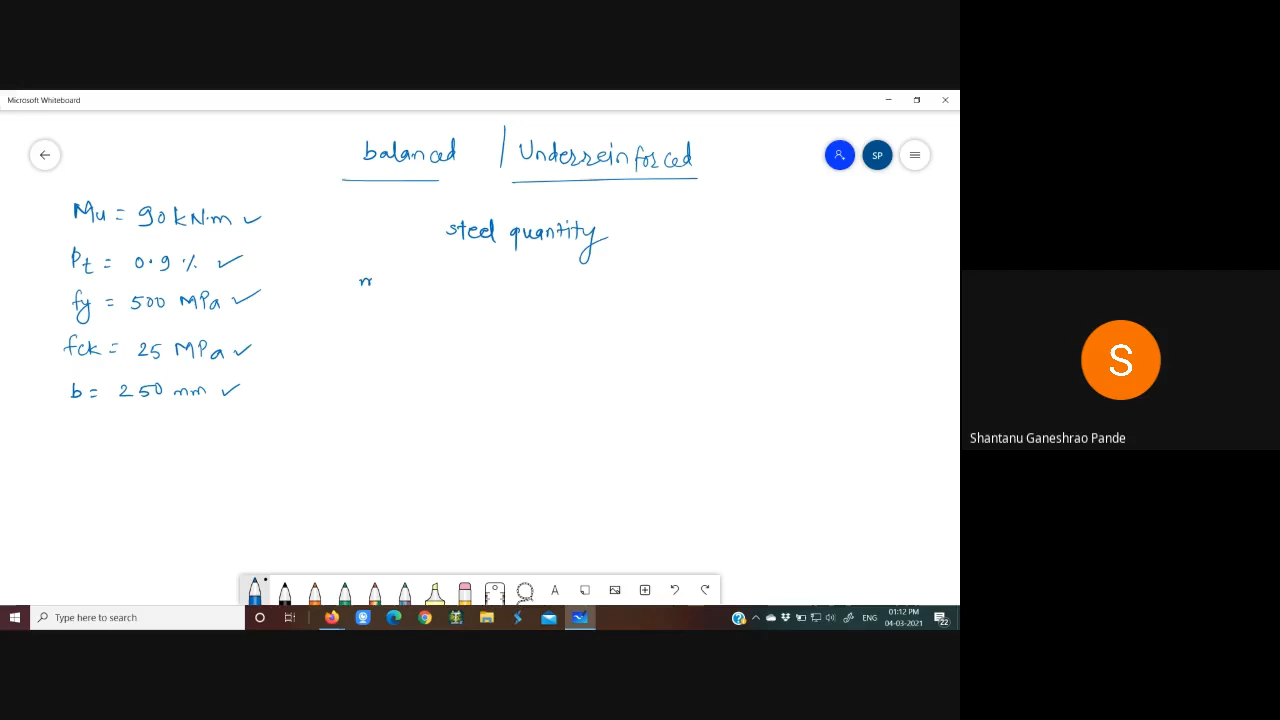 Microsoft Whiteboard
balanced | Underreinforced
SP
Mu = 90 kN.m ✓
steel quantity
Pt = 0.9 % ✓
m
fy = 500 MPa ✓
fck = 25 MPa ✓
b = 250 mm ✓
S
Shantanu Ganeshrao Pande
A
Type here to search
ENG
01:12 PM
04-03-2021
22